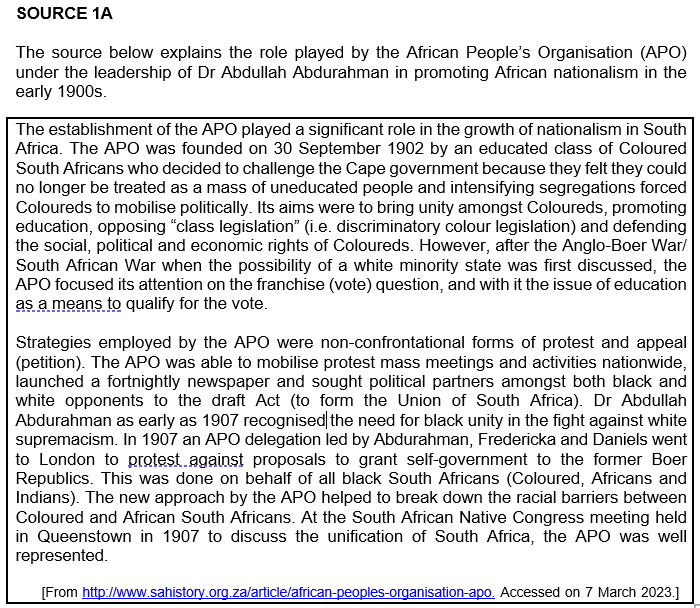 SOURCE 1A
The source below explains the role played by the African People's Organisation (APO)
under the leadership of Dr Abdullah Abdurahman in promoting African nationalism in the
early 1900s.
The establishment of the APO played a significant role in the growth of nationalism in South
Africa. The APO was founded on 30 September 1902 by an educated class of Coloured
South Africans who decided to challenge the Cape government because they felt they could
no longer be treated as a mass of uneducated people and intensifying segregations forced
Coloureds to mobilise politically. Its aims were to bring unity amongst Coloureds, promoting
education, opposing "class legislation" (i.e. discriminatory colour legislation) and defending
the social, political and economic rights of Coloureds. However, after the Anglo-Boer War/
South African War when the possibility of a white minority state was first discussed, the
APO focused its attention on the franchise (vote) question, and with it the issue of education
as a means to qualify for the vote.
Strategies employed by the APO were non-confrontational forms of protest and appeal
(petition). The APO was able to mobilise protest mass meetings and activities nationwide,
launched a fortnightly newspaper and sought political partners amongst both black and
white opponents to the draft Act (to form the Union of South Africa). Dr Abdullah
Abdurahman as early as 1907 recognised the need for black unity in the fight against white
supremacism. In 1907 an APO delegation led by Abdurahman, Fredericka and Daniels went
to London to protest against proposals to grant self-government to the former Boer
Republics. This was done on behalf of all black South Africans (Coloured, Africans and
Indians). The new approach by the APO helped to break down the racial barriers between
Coloured and African South Africans. At the South African Native Congress meeting held
in Queenstown in 1907 to discuss the unification of South Africa, the APO was well
represented.
[From http://www.sahistory.org.za/article/african-peoples-organisation-apo. Accessed on 7 March 2023.]